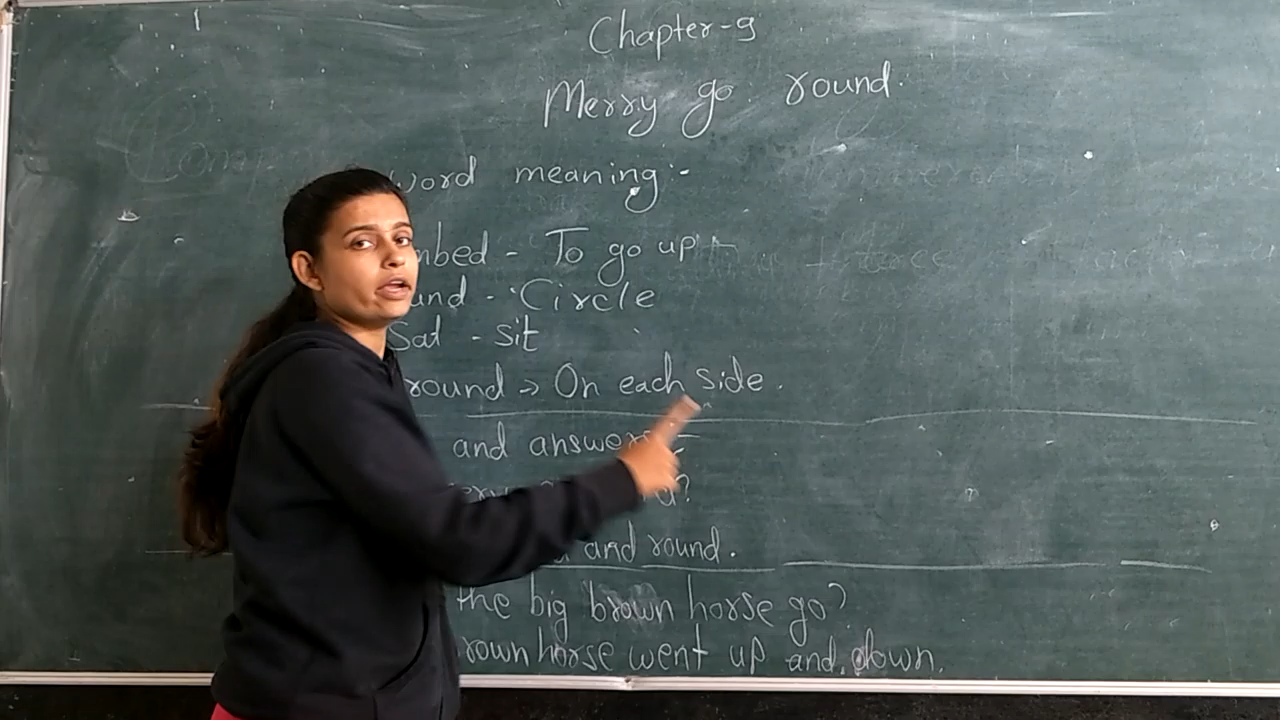 Chapter-9
Merry go round.
word meaning:-
mbed - To go up
und - Circle
Sat - sit
round → On each side.
and answers
and round.
the big brown horse go?
rown horse went up and down.